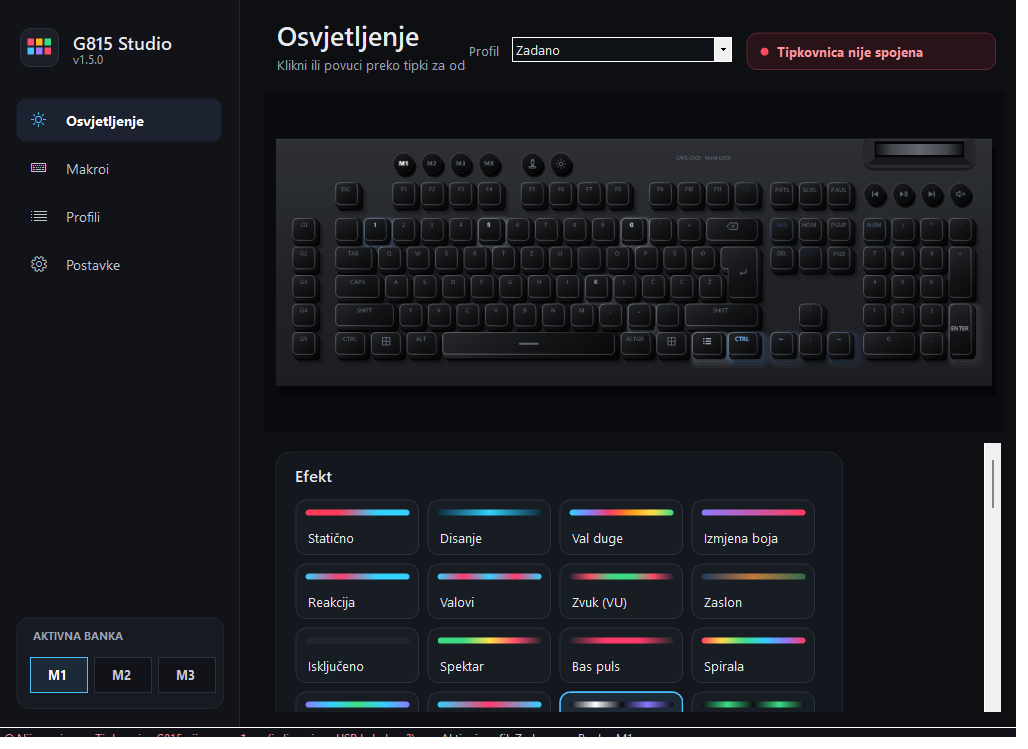 G815 Studio
v1.5.0
Osvjetljenje
Makroi
Profili
Postavke
AKTIVNA BANKA
M1 M2 M3
Osvjetljenje
Klikni ili povuci preko tipki za od
Profil Zadano
Tipkovnica nije spojena
M1 M2 M3 MR CAPS LOCK NUM LOCK
ESC F1 F2 F3 F4 F5 F6 F7 F8 F9 F10 F11 PRTS SCRL PAUS
G1 1 2 3 4 5 6 7 8 9 0 + HOM PGUP NUM / * -
G2 TAB Q W E R T Z U O P Š Đ DEL PGD 7 8 9 +
G3 CAPS A S D F G H J K L Č Ć Ž 4 5 6
G4 SHIFT Y X C V B N M , . - SHIFT 1 2 3 ENTER
G5 CTRL ALT ALTGR CTRL 0
Efekt
Statično Disanje Val duge Izmjena boja
Reakcija Valovi Zvuk (VU) Zaslon
Isključeno Spektar Bas puls Spirala